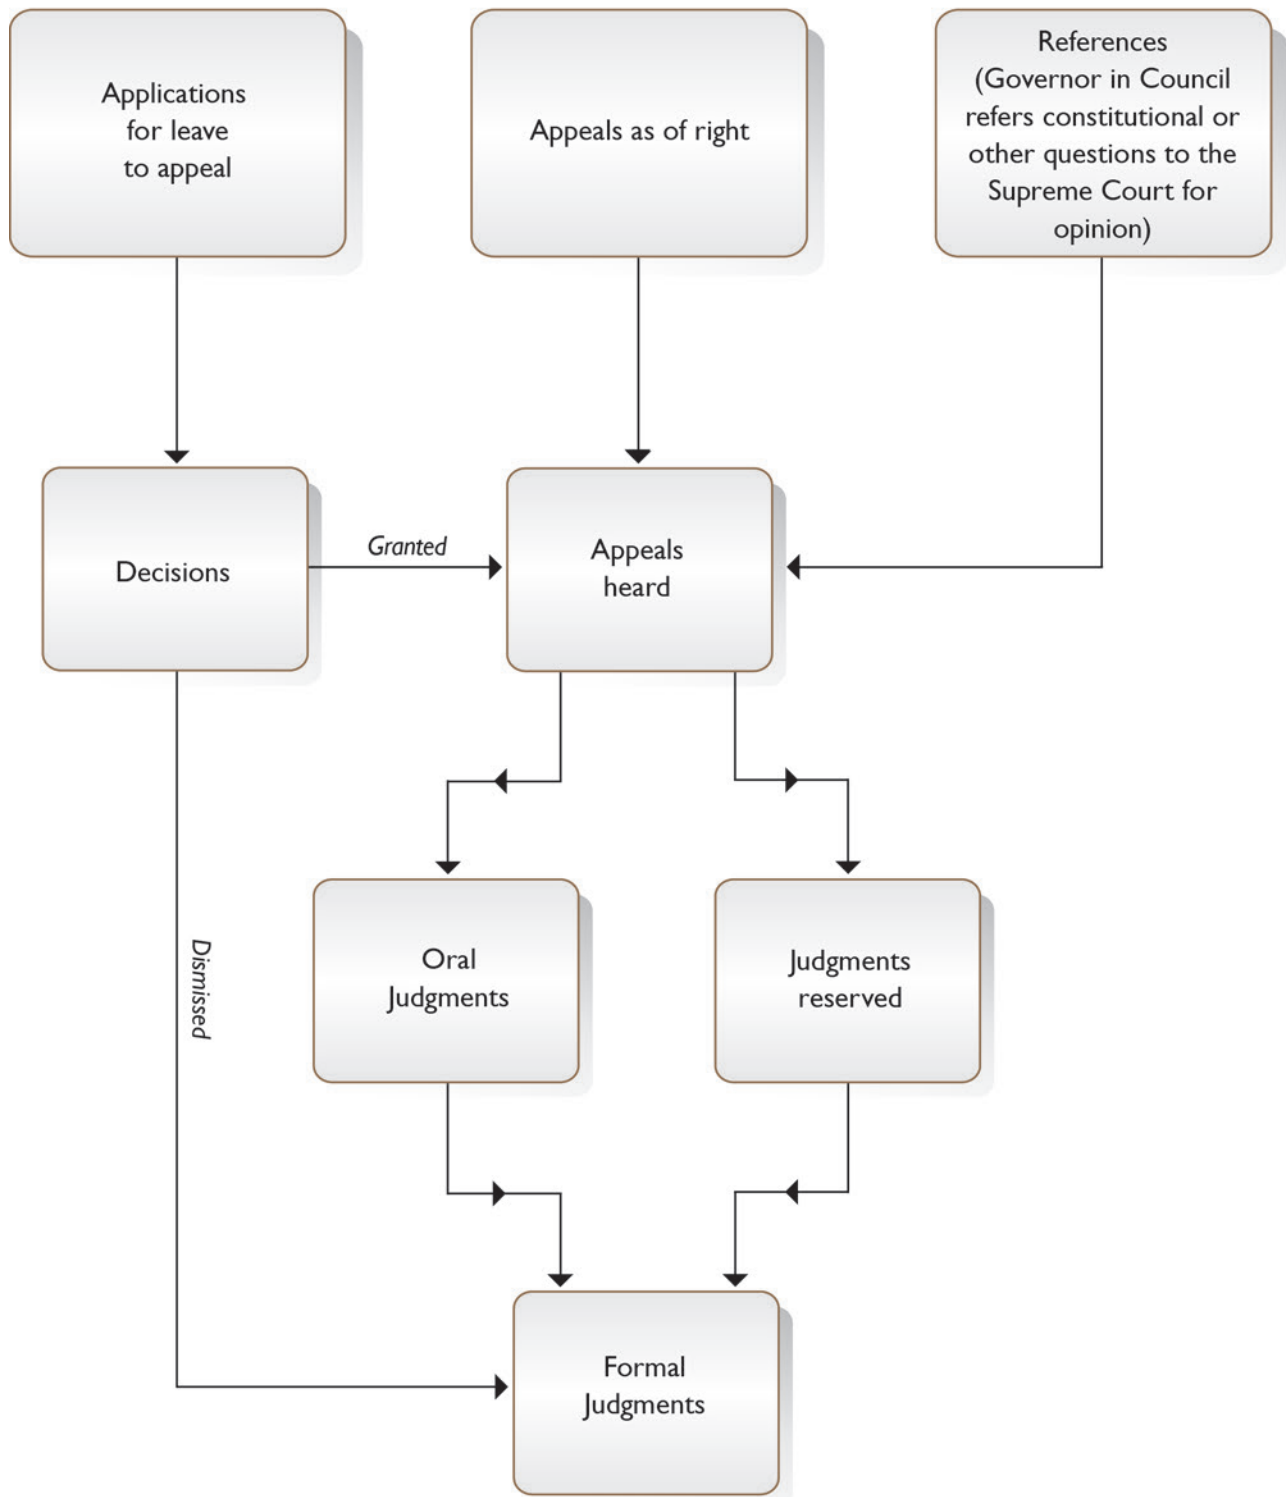 Applications
for leave
to appeal
Appeals as of right
References
(Governor in Council
refers constitutional or
other questions to the
Supreme Court for
opinion)
Decisions
Granted
Appeals
heard
Dismissed
Oral
Judgments
Judgments
reserved
Formal
Judgments